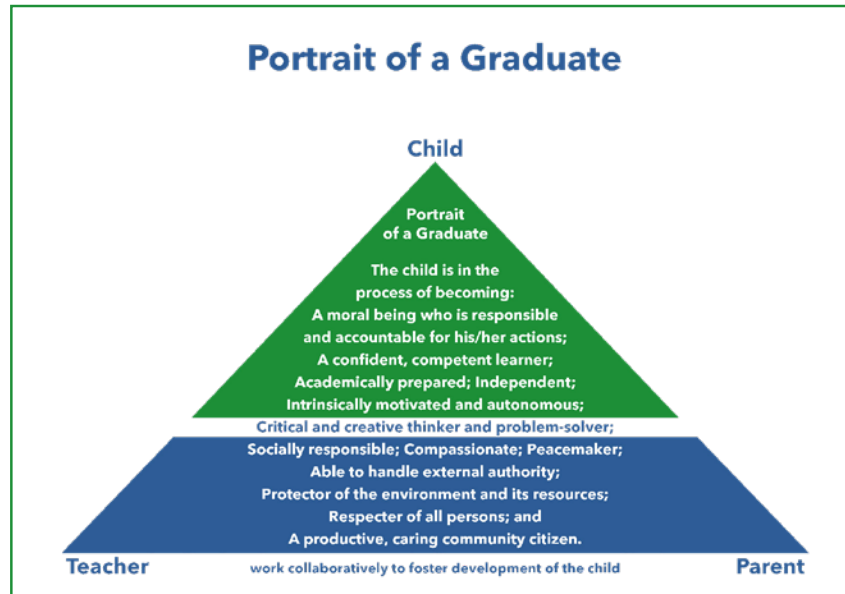 Portrait of a Graduate
Child
Portrait
of a Graduate
The child is in the
process of becoming:
A moral being who is responsible
and accountable for his/her actions;
A confident, competent learner;
Academically prepared; Independent;
Intrinsically motivated and autonomous;
Critical and creative thinker and problem-solver;
Socially responsible; Compassionate; Peacemaker;
Able to handle external authority;
Protector of the environment and its resources;
Respecter of all persons; and
A productive, caring community citizen.
Teacher work collaboratively to foster development of the child Parent